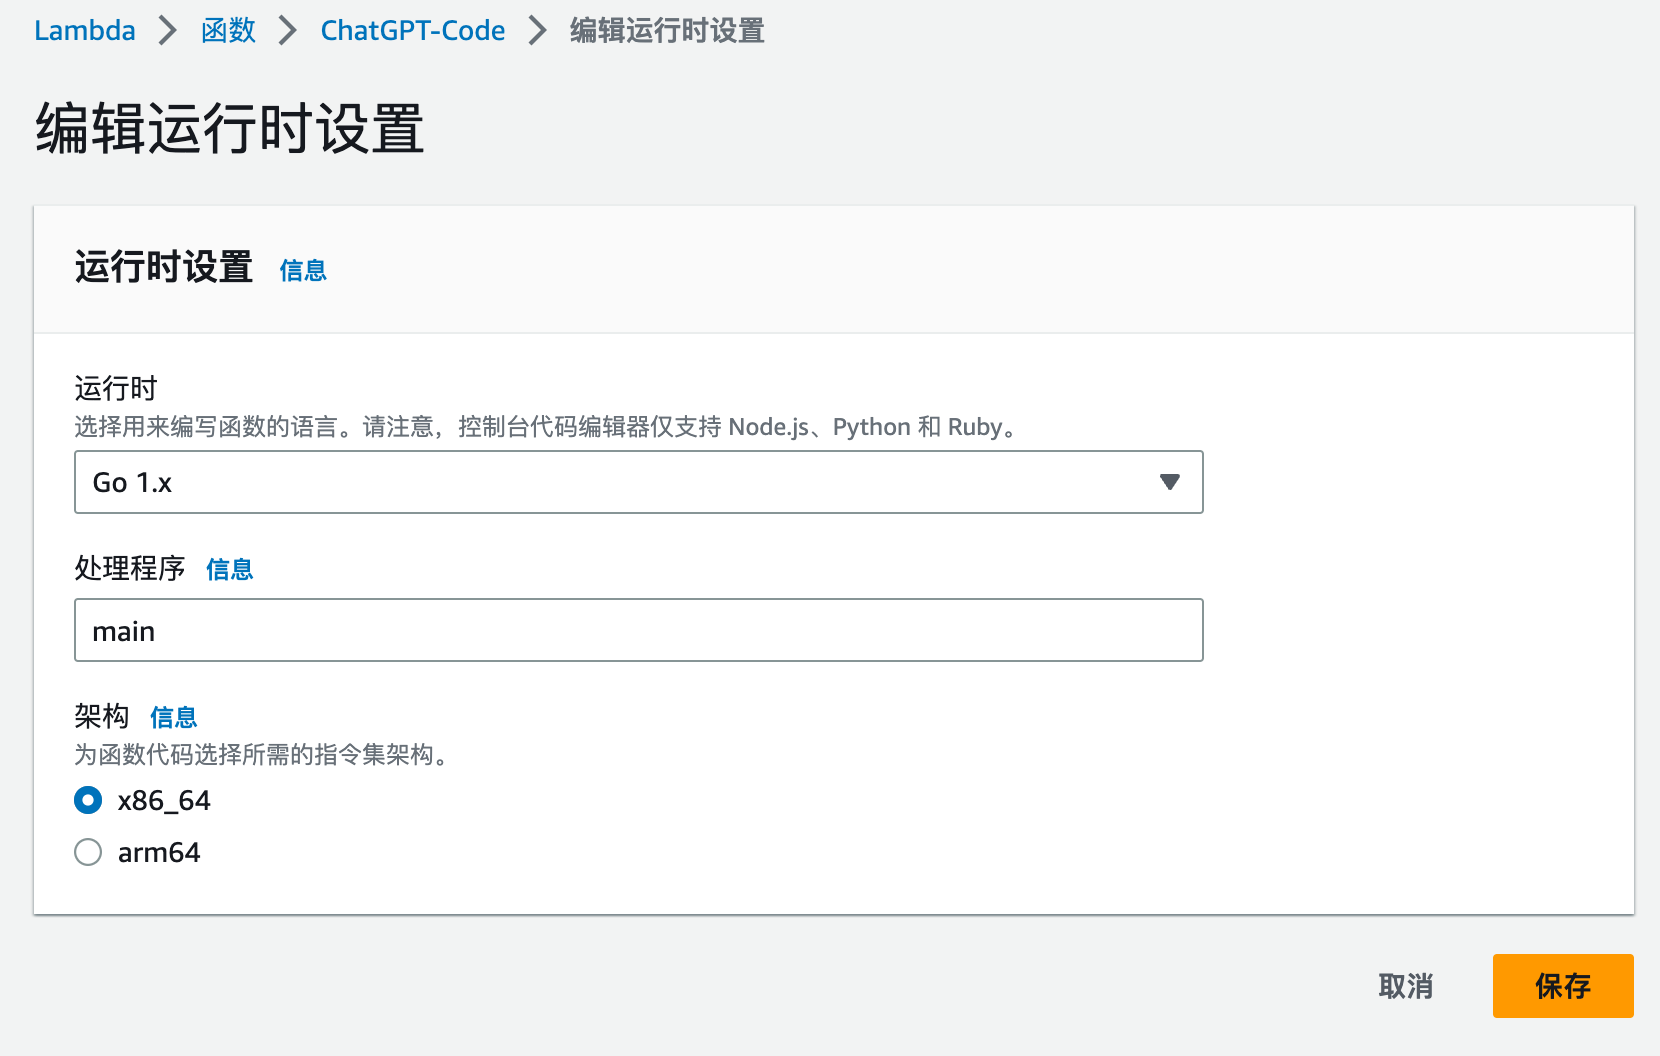 Lambda > 函数 > ChatGPT-Code > 编辑运行时设置
编辑运行时设置
运行时设置 信息
运行时
选择用来编写函数的语言。请注意，控制台代码编辑器仅支持 Node.js、Python 和 Ruby。
Go 1.x
处理程序 信息
main
架构 信息
为函数代码选择所需的指令集架构。
x86_64
arm64
取消 保存